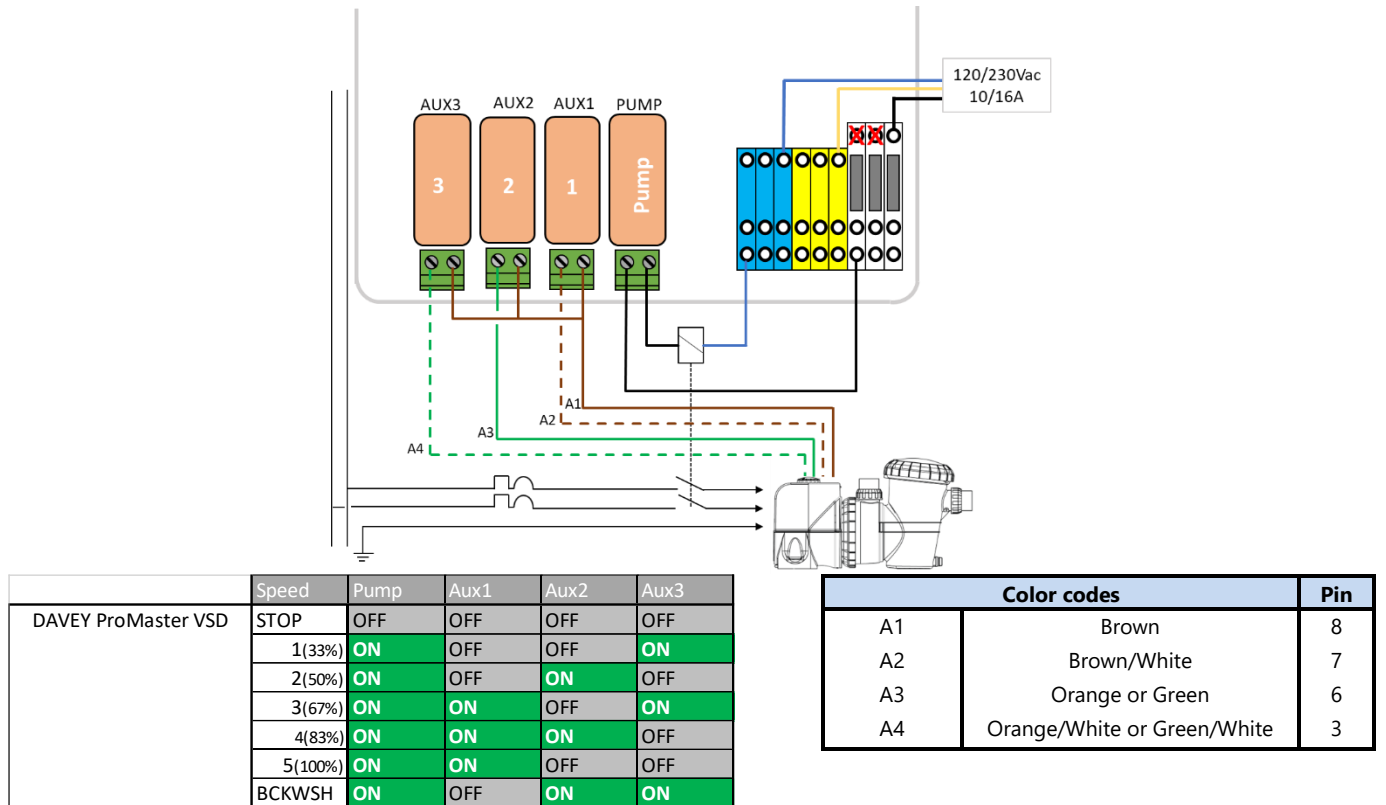 120/230Vac
10/16A
AUX3 AUX2 AUX1 PUMP
3 2 1 Pump
A1
A2
A3
A4
Speed Pump Aux1 Aux2 Aux3
DAVEY ProMaster VSD STOP OFF OFF OFF OFF
1(33%) ON OFF OFF ON
2(50%) ON OFF ON OFF
3(67%) ON ON OFF ON
4(83%) ON ON ON OFF
5(100%) ON ON OFF OFF
BCKWSH ON OFF ON ON
Color codes Pin
A1 Brown 8
A2 Brown/White 7
A3 Orange or Green 6
A4 Orange/White or Green/White 3